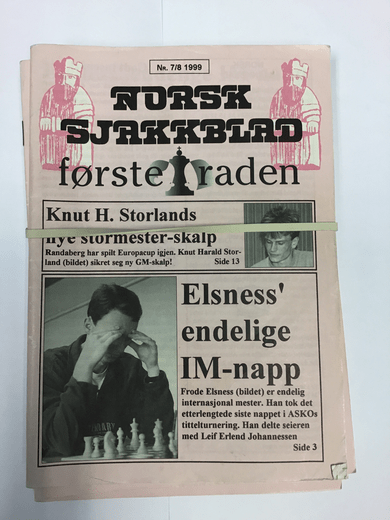 NR. 7/8 1999
NORSK
SJAKKBLAD
første raden
Knut H. Storlands
nye stormester-skalp
Randaberg har spilt Europacup igjen. Knut Harald Stor-
land (bildet) sikret seg ny GM-skalp!
Side 13
Elsness'
endelige
IM-napp
Frode Elsness (bildet) er endelig
internasjonal mester. Han tok det
etterlengtede siste nappet i ASKOs
tittelturnering. Han delte seieren
med Leif Erlend Johannessen
Side 3